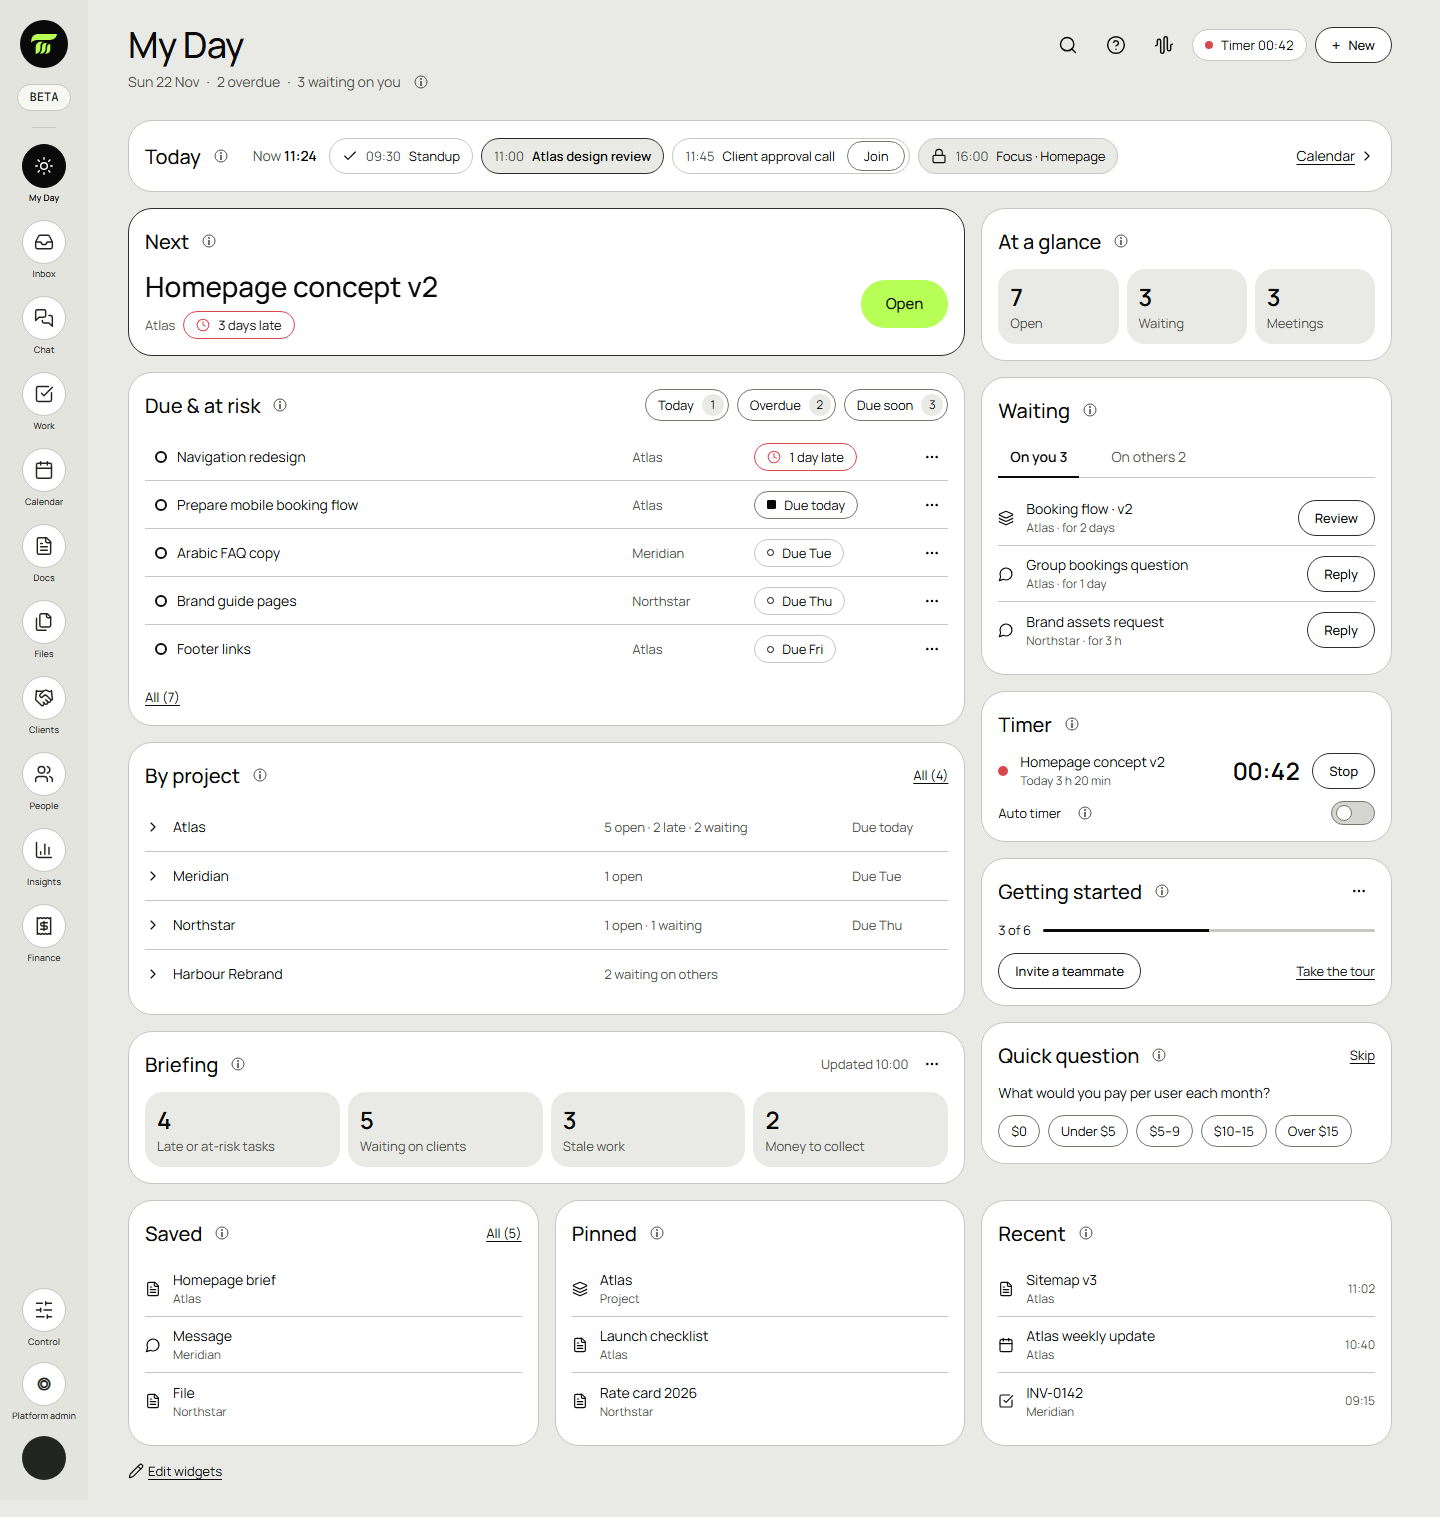 BETA
My Day
Inbox
Chat
Work
Calendar
Docs
Files
Clients
People
Insights
Finance
Control
Platform admin
My Day
Sun 22 Nov · 2 overdue · 3 waiting on you
Timer 00:42
+ New
Today
Now 11:24
09:30 Standup
11:00 Atlas design review
11:45 Client approval call Join
16:00 Focus · Homepage
Calendar
Next
Homepage concept v2
Atlas 3 days late
Open
Due & at risk
Today 1
Overdue 2
Due soon 3
Navigation redesign Atlas 1 day late
Prepare mobile booking flow Atlas Due today
Arabic FAQ copy Meridian Due Tue
Brand guide pages Northstar Due Thu
Footer links Atlas Due Fri
All (7)
By project
All (4)
Atlas 5 open · 2 late · 2 waiting Due today
Meridian 1 open Due Tue
Northstar 1 open · 1 waiting Due Thu
Harbour Rebrand 2 waiting on others
Briefing
Updated 10:00
4
Late or at-risk tasks
5
Waiting on clients
3
Stale work
2
Money to collect
At a glance
7
Open
3
Waiting
3
Meetings
Waiting
On you 3
On others 2
Booking flow · v2
Atlas · for 2 days
Review
Group bookings question
Atlas · for 1 day
Reply
Brand assets request
Northstar · for 3 h
Reply
Timer
Homepage concept v2
Today 3 h 20 min
00:42
Stop
Auto timer
Getting started
3 of 6
Invite a teammate
Take the tour
Quick question
Skip
What would you pay per user each month?
$0
Under $5
$5–9
$10–15
Over $15
Saved
All (5)
Homepage brief
Atlas
Message
Meridian
File
Northstar
Pinned
Atlas
Project
Launch checklist
Atlas
Rate card 2026
Northstar
Recent
Sitemap v3
Atlas
11:02
Atlas weekly update
Atlas
10:40
INV-0142
Meridian
09:15
Edit widgets